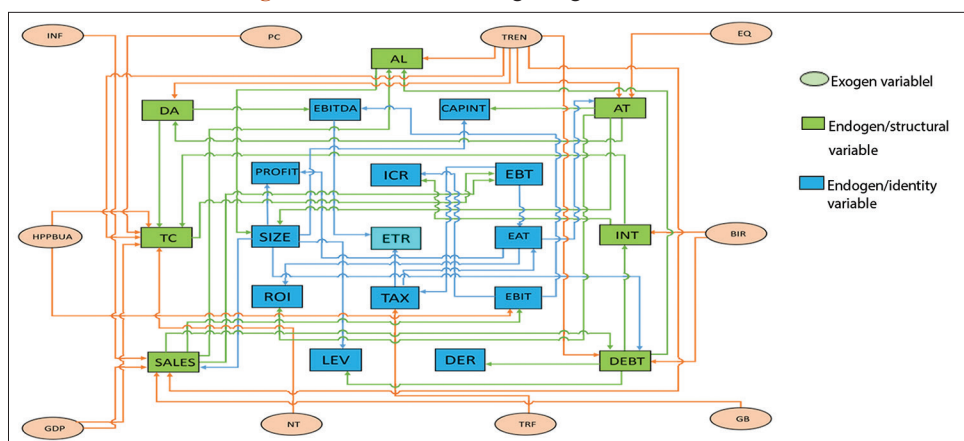 INF
PC
TREN
EQ
AL
DA
EBITDA
CAPINT
AT
PROFIT
ICR
EBT
HPPBUA
TC
SIZE
ETR
EAT
INT
BIR
ROI
TAX
EBIT
SALES
LEV
DER
DEBT
GDP
NT
TRF
GB
Exogen variablel
Endogen/structural
variable
Endogen/identity
variable